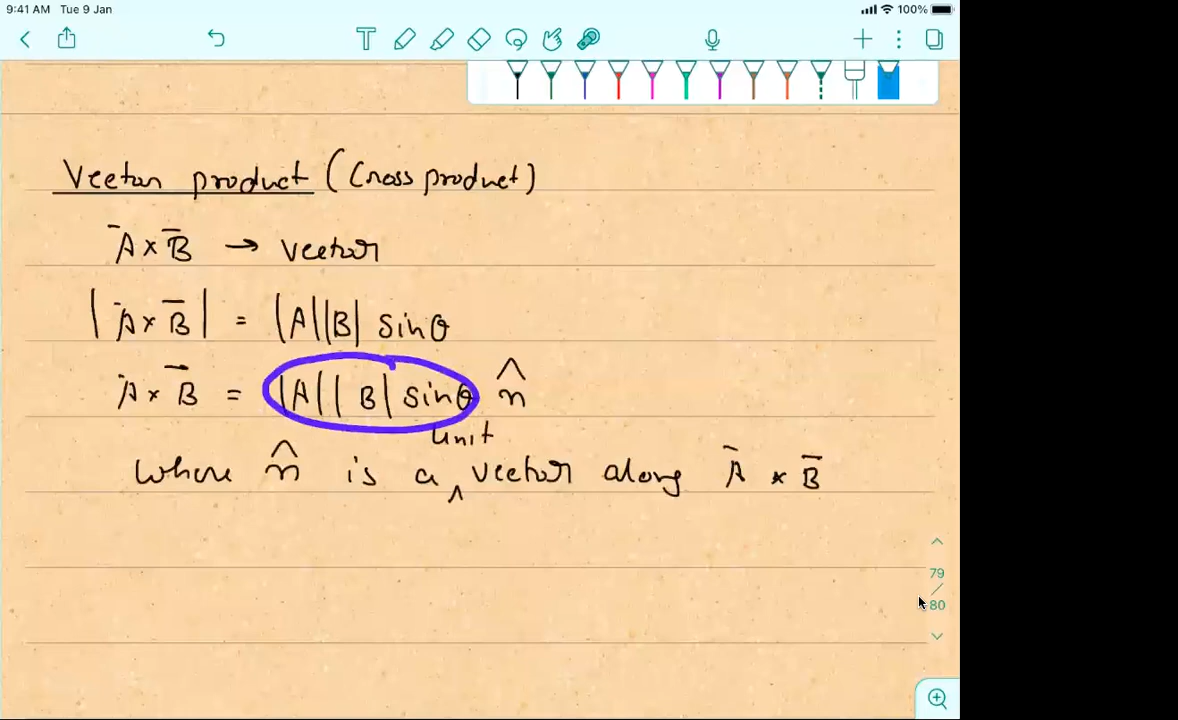 9:41 AM Tue 9 Jan 100%
Vector product (Cross product)
A̅ × B̅ → vector
|A̅ × B̅| = |A||B| sinθ
A̅ × B̅ = |A||B| sinθ n̂
where n̂ is a unit vector along A̅ × B̅
79
/
80